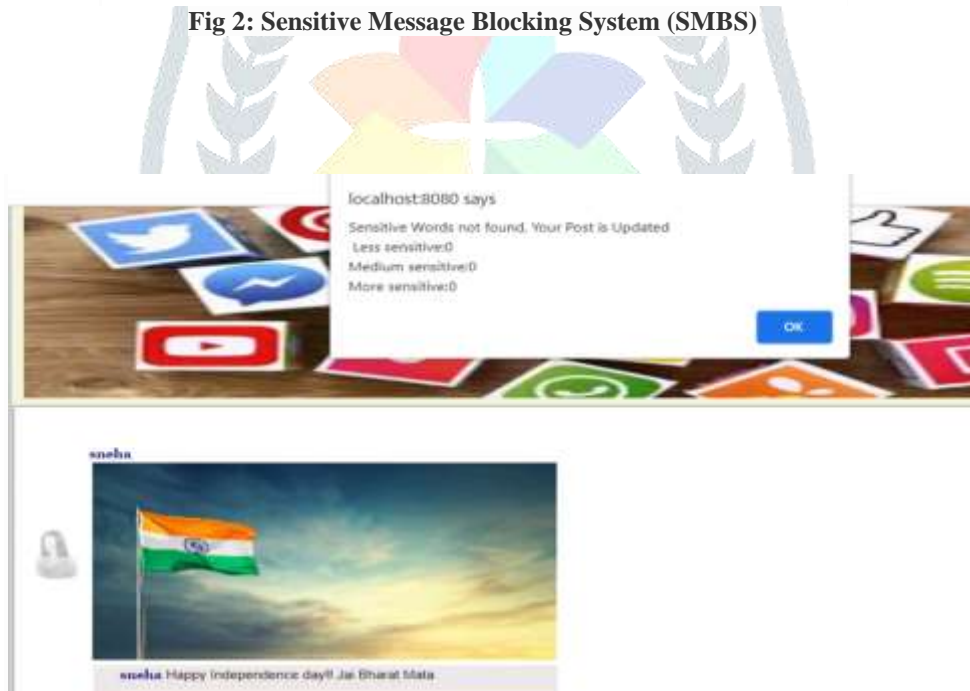 Fig 2: Sensitive Message Blocking System (SMBS)
localhost:8080 says
Sensitive Words not found. Your Post is Updated
Less sensitive:0
Medium sensitive:0
More sensitive:0
OK
sneha
sneha Happy Independence day!! Jai Bharat Mata